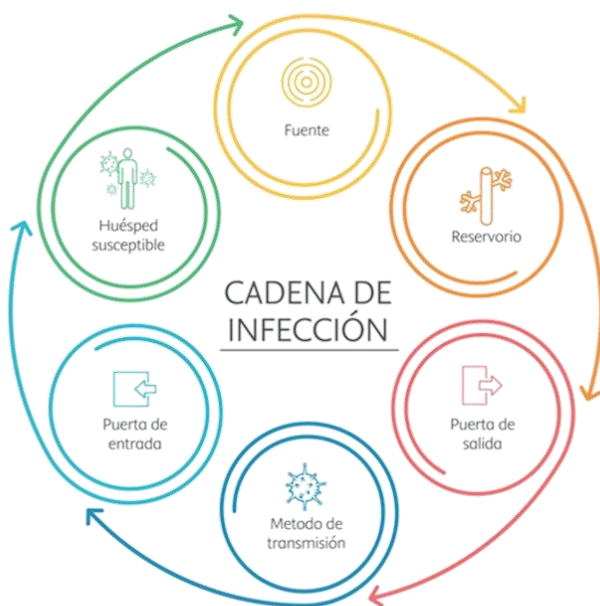 Fuente
Reservorio
Puerta de
salida
Metodo de
transmisión
Puerta de
entrada
Huésped
susceptible
CADENA DE
INFECCIÓN